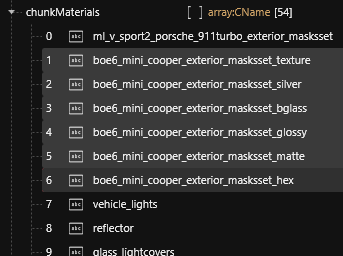 chunkMaterials [ ] array:CName [54]
0 abc ml_v_sport2_porsche_911turbo_exterior_masksset
1 abc boe6_mini_cooper_exterior_masksset_texture
2 abc boe6_mini_cooper_exterior_masksset_silver
3 abc boe6_mini_cooper_exterior_masksset_bglass
4 abc boe6_mini_cooper_exterior_masksset_glossy
5 abc boe6_mini_cooper_exterior_masksset_matte
6 abc boe6_mini_cooper_exterior_masksset_hex
7 abc vehicle_lights
8 abc reflector
9 abc glass_lightcovers